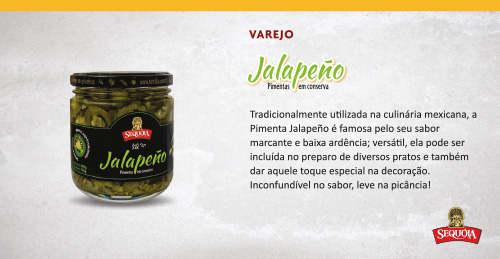 VAREJO
Jalapeño
Pimentas em conserva
Tradicionalmente utilizada na culinária mexicana, a
Pimenta Jalapeño é famosa pelo seu sabor
marcante e baixa ardência; versátil, ela pode ser
incluída no preparo de diversos pratos e também
dar aquele toque especial na decoração.
Inconfundível no sabor, leve na picância!
SEQUOIA
Jalapeño
Pimentas em conserva
SEQUOIA